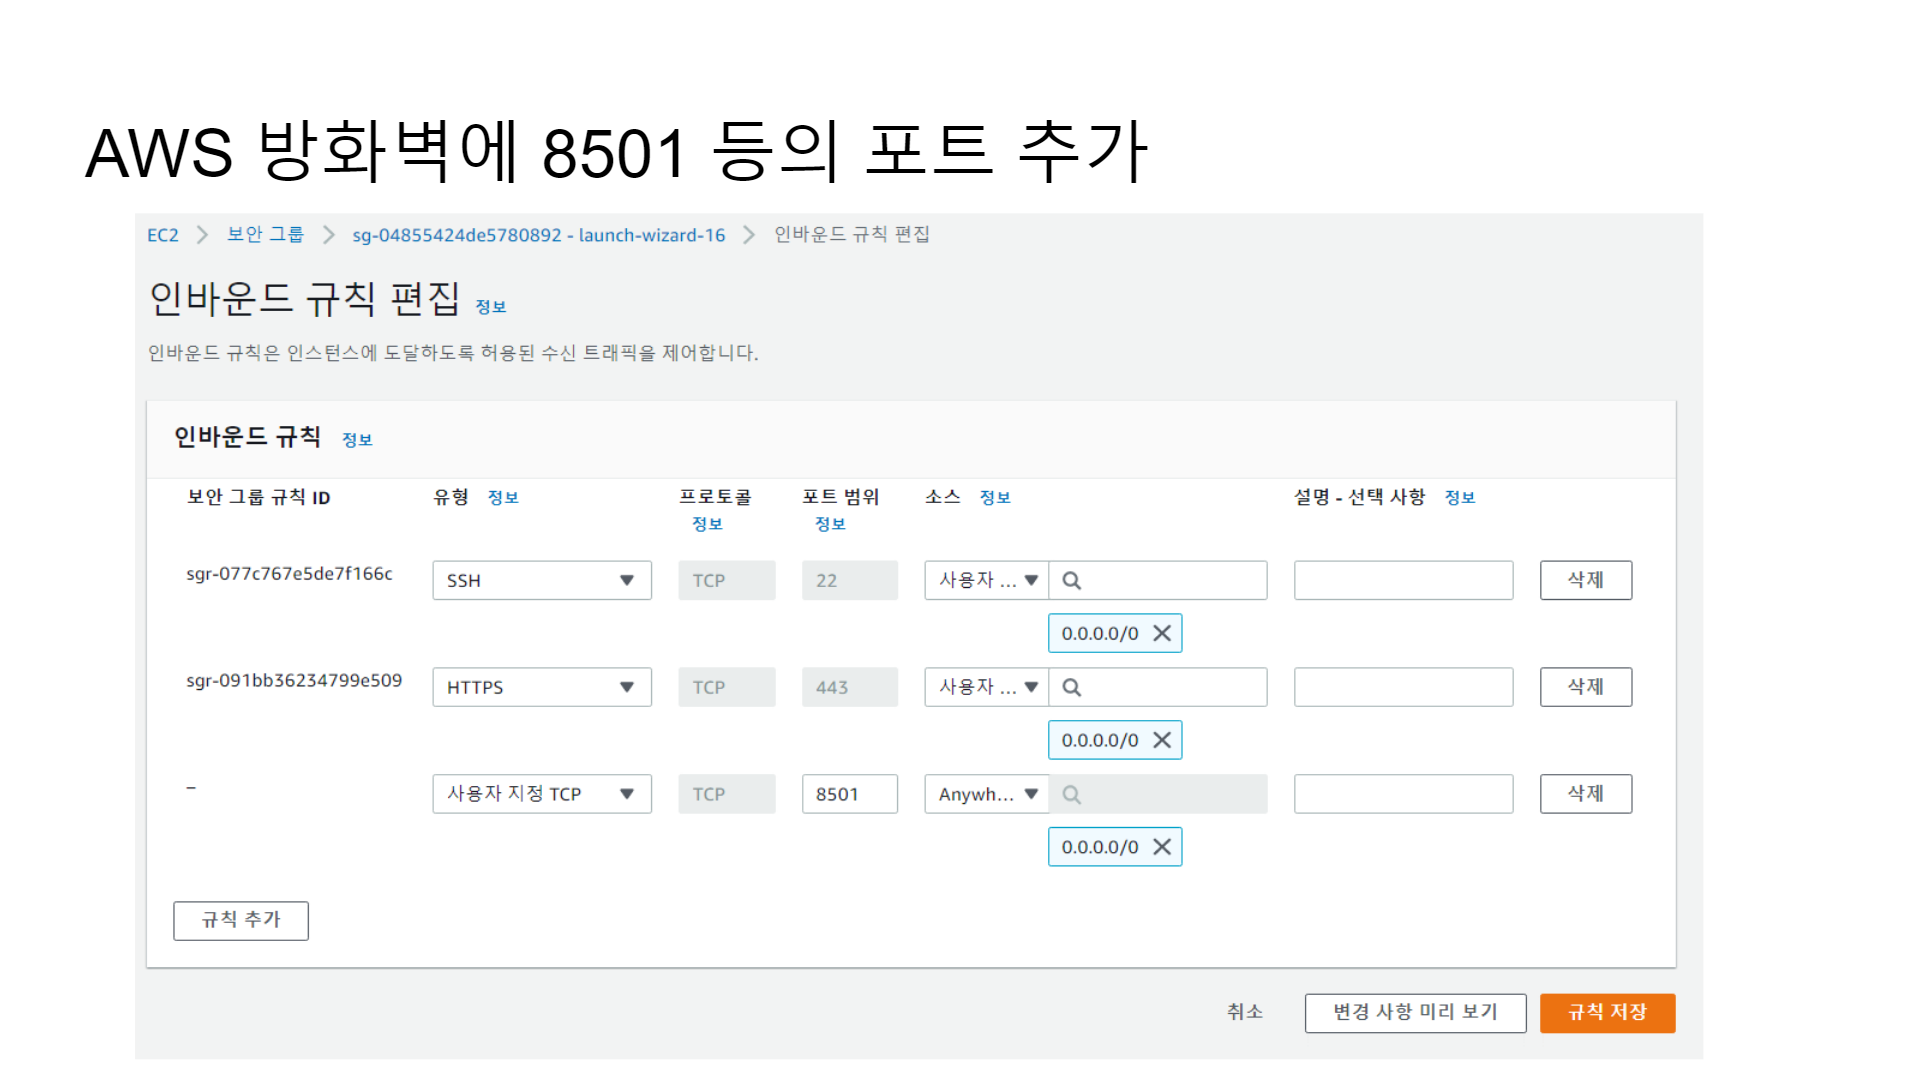 AWS 방화벽에 8501 등의 포트 추가
EC2 > 보안 그룹 > sg-04855424de5780892 - launch-wizard-16 > 인바운드 규칙 편집
인바운드 규칙 편집 정보
인바운드 규칙은 인스턴스에 도달하도록 허용된 수신 트래픽을 제어합니다.
인바운드 규칙 정보
보안 그룹 규칙 ID 유형 정보 프로토콜 포트 범위 소스 정보 설명 - 선택 사항 정보
정보 정보
sgr-077c767e5de7f166c SSH TCP 22 사용자 ... 삭제
0.0.0.0/0
sgr-091bb36234799e509 HTTPS TCP 443 사용자 ... 삭제
0.0.0.0/0
– 사용자 지정 TCP TCP 8501 Anywh... 삭제
0.0.0.0/0
규칙 추가
취소 변경 사항 미리 보기 규칙 저장